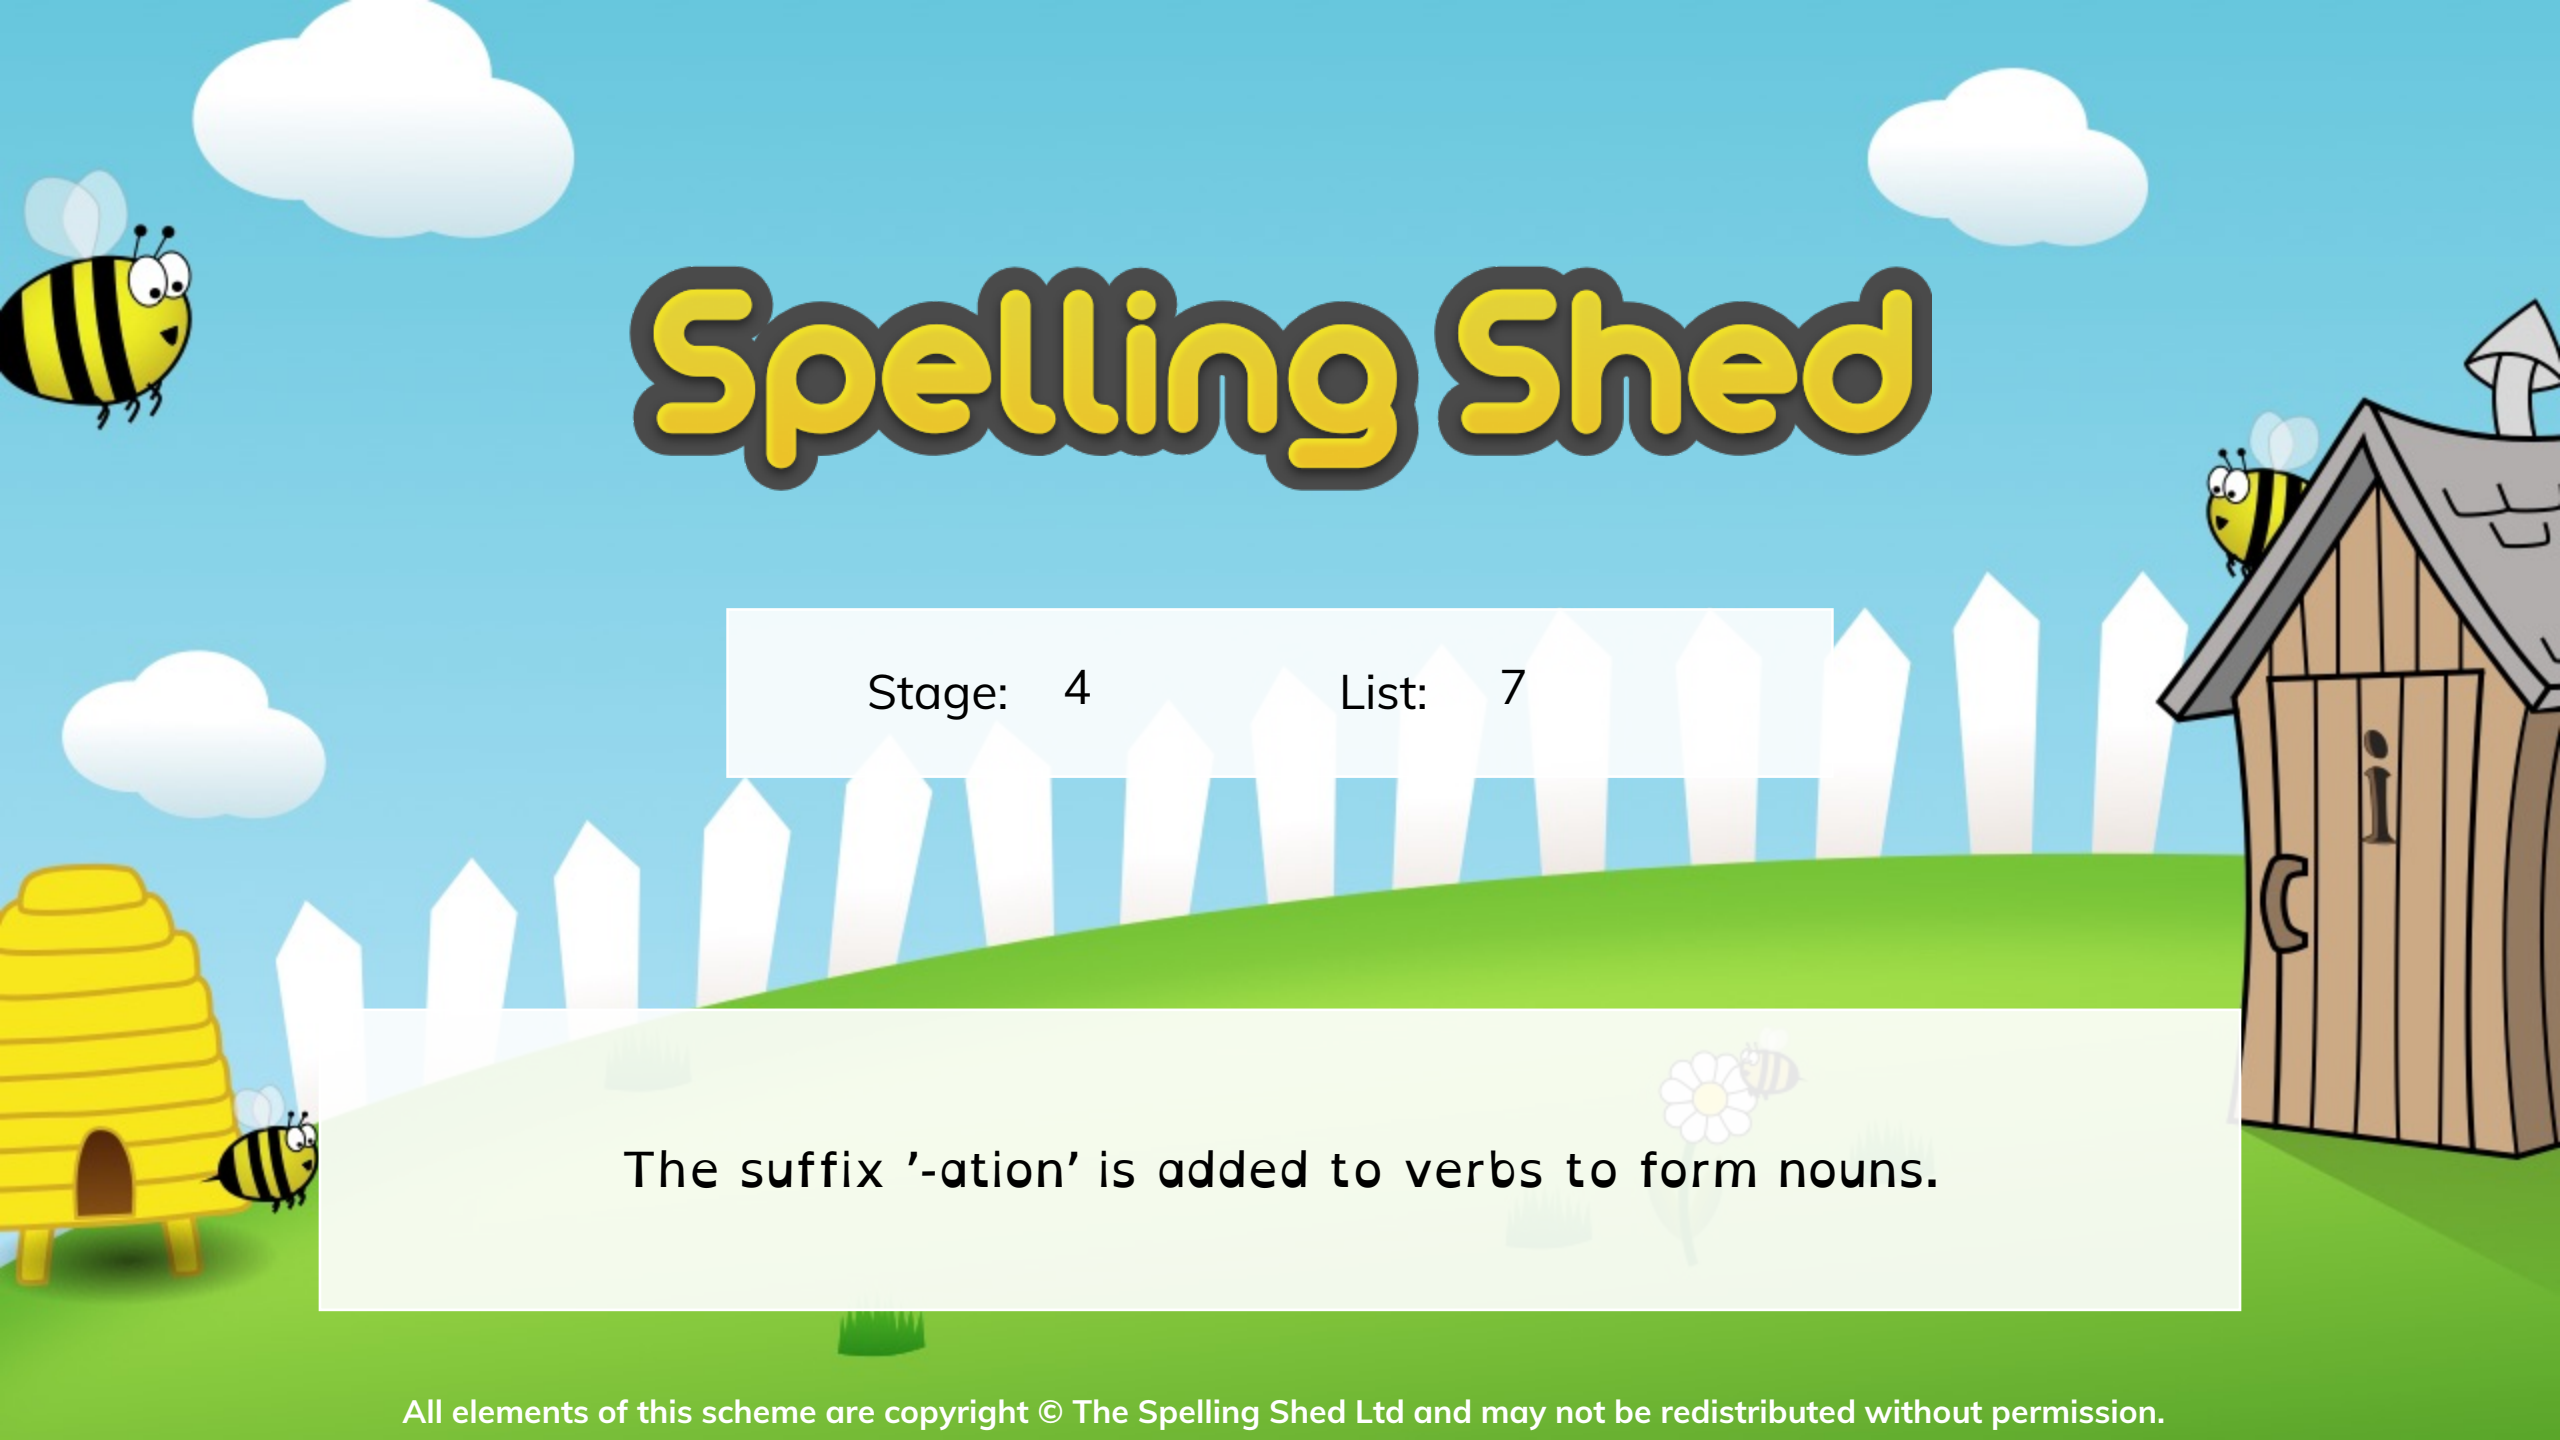 Spelling Shed
Stage: 4 List: 7
The suffix ’-ation’ is added to verbs to form nouns.
i
All elements of this scheme are copyright © The Spelling Shed Ltd and may not be redistributed without permission.